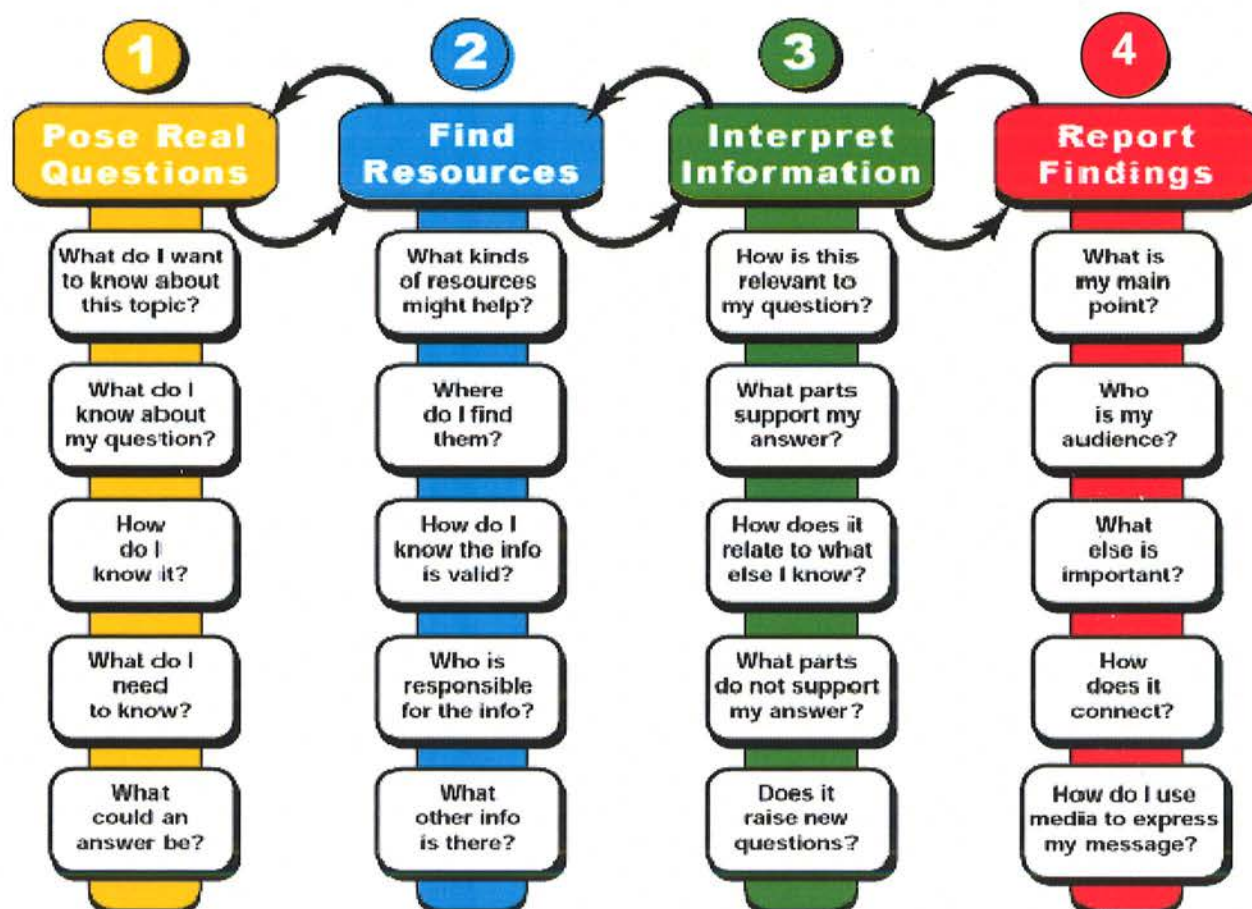 1
Pose Real
Questions
What do I want
to know about
this topic?
What do I
know about
my question?
How
do I
know it?
What do I
need
to know?
What
could an
answer be?
2
Find
Resources
What kinds
of resources
might help?
Where
do I find
them?
How do I
know the info
is valid?
Who is
responsible
for the info?
What
other info
is there?
3
Interpret
Information
How is this
relevant to
my question?
What parts
support my
answer?
How does it
relate to what
else I know?
What parts
do not support
my answer?
Does it
raise new
questions?
4
Report
Findings
What is
my main
point?
Who
is my
audience?
What
else is
important?
How
does it
connect?
How do I use
media to express
my message?